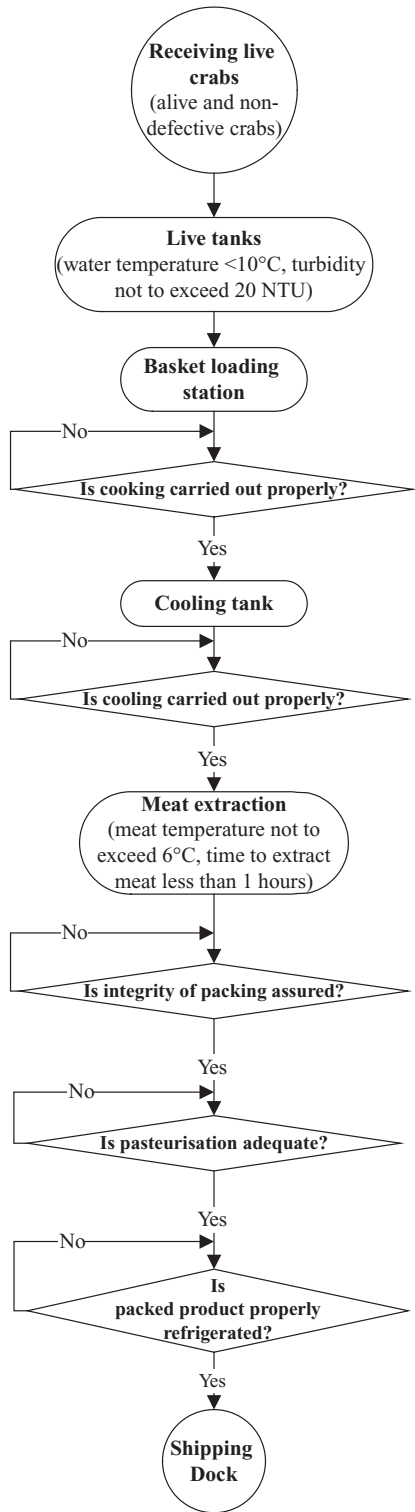 Receiving live
crabs
(alive and non-
defective crabs)
Live tanks
(water temperature <10°C, turbidity
not to exceed 20 NTU)
Basket loading
station
No
Is cooking carried out properly?
Yes
Cooling tank
No
Is cooling carried out properly?
Yes
Meat extraction
(meat temperature not to
exceed 6°C, time to extract
meat less than 1 hours)
No
Is integrity of packing assured?
Yes
No
Is pasteurisation adequate?
Yes
No
Is
packed product properly
refrigerated?
Yes
Shipping
Dock